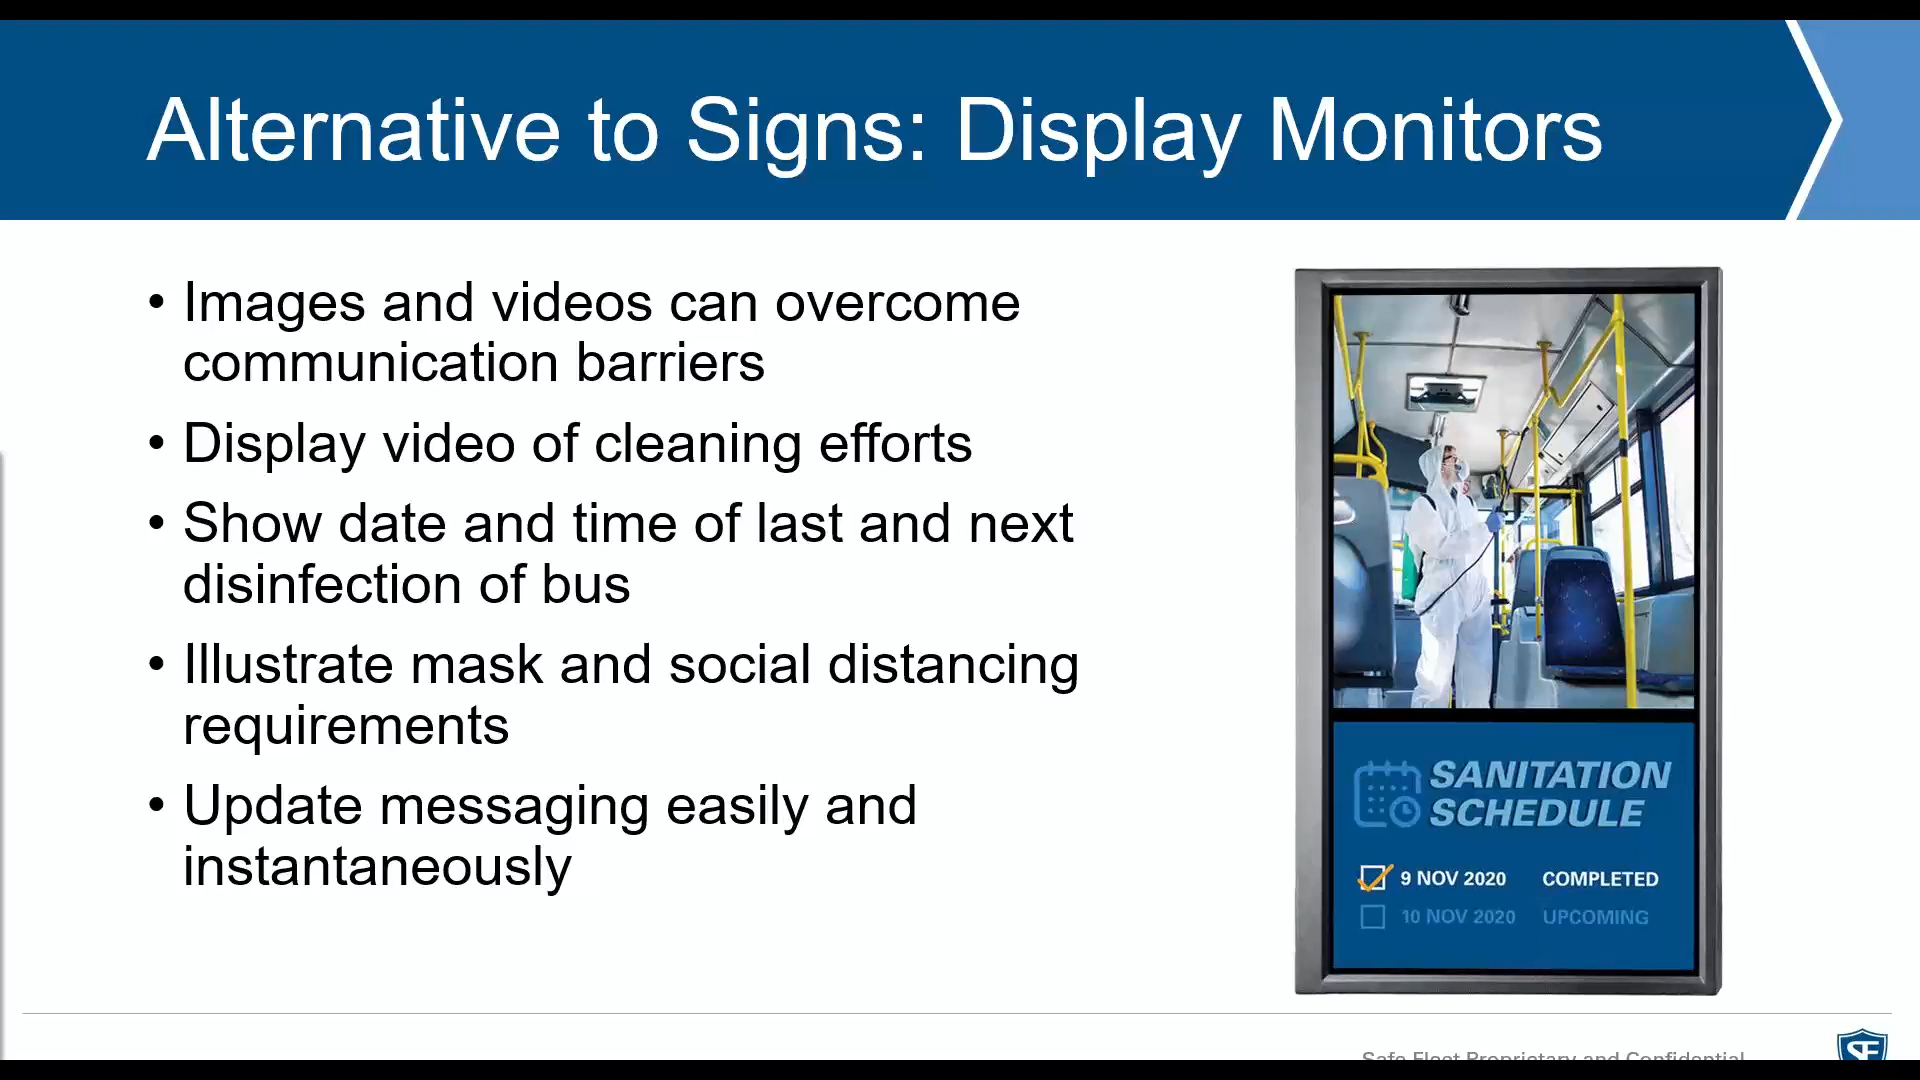 Alternative to Signs: Display Monitors
• Images and videos can overcome
communication barriers
• Display video of cleaning efforts
• Show date and time of last and next
disinfection of bus
• Illustrate mask and social distancing
requirements
• Update messaging easily and
instantaneously
SANITATION
SCHEDULE
9 NOV 2020 COMPLETED
10 NOV 2020 UPCOMING
Safe Fleet Proprietary and Confidential
SF